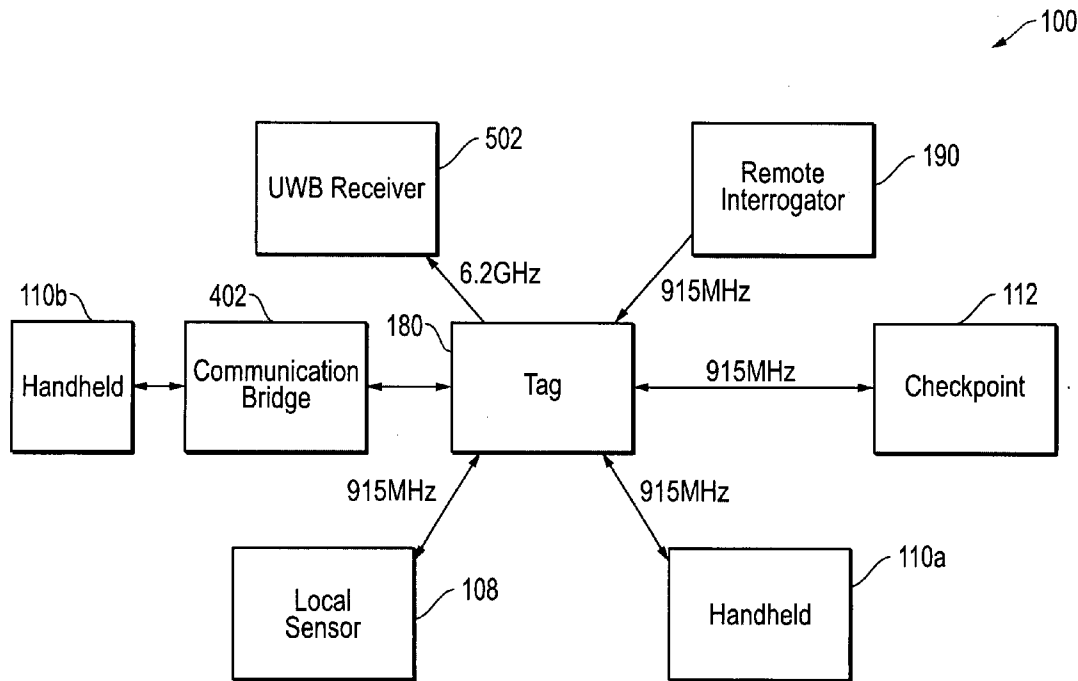 100
502
UWB Receiver
190
Remote
Interrogator
6.2GHz
915MHz
110b
402
180
112
Handheld
Communication
Bridge
Tag
915MHz
Checkpoint
915MHz
915MHz
110a
Local
Sensor
108
Handheld